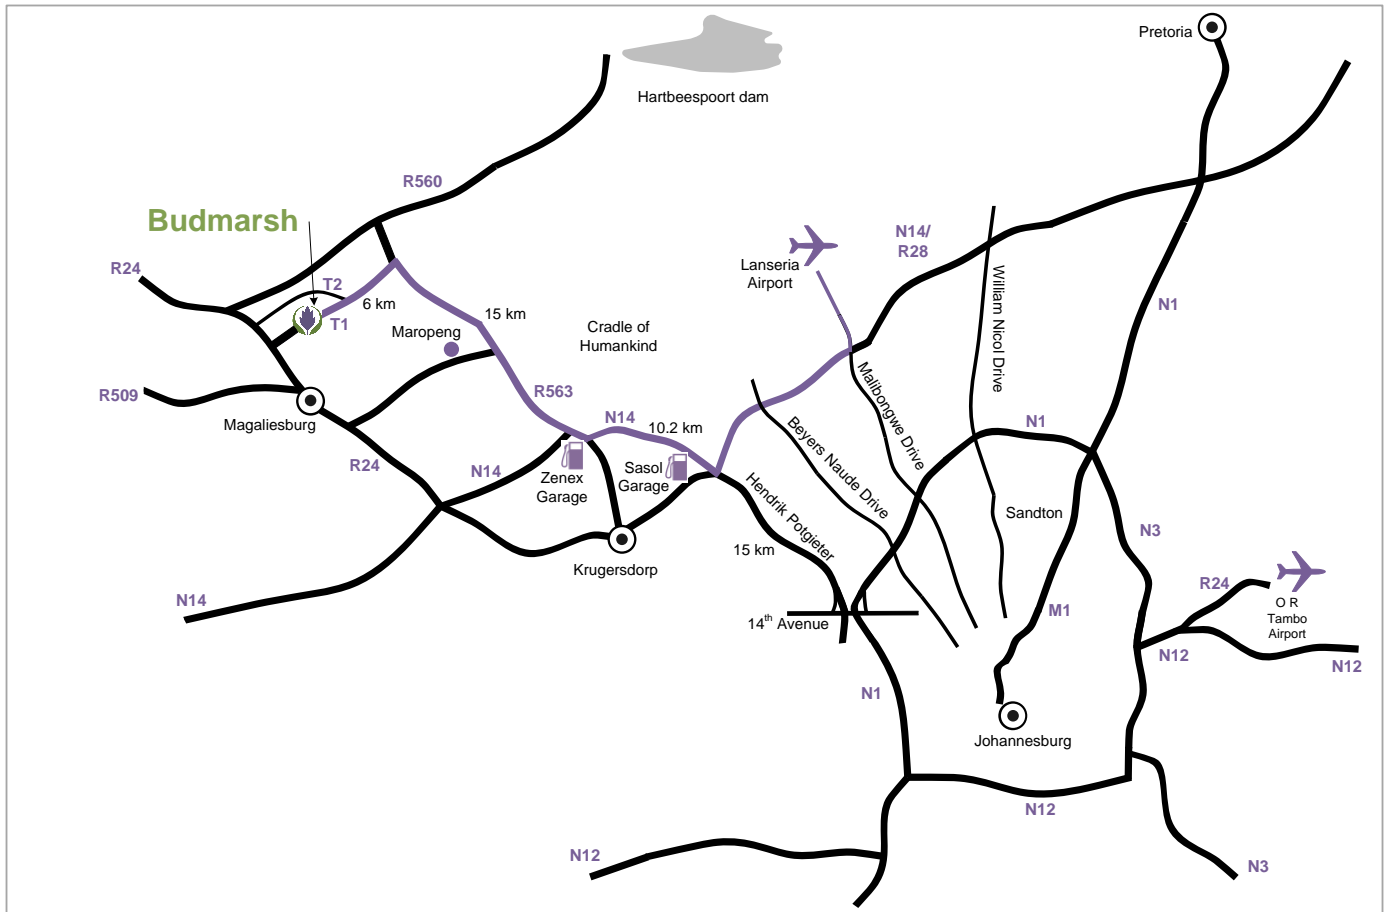 Pretoria
Hartbeespoort dam
R560
Budmarsh
N14/
R28
R24
Lanseria
Airport
T2
6 km
T1
15 km
Maropeng
Cradle of
Humankind
William Nicol Drive
N1
R509
Magaliesburg
R563
N14
10.2 km
Malibongwe Drive
Beyers Naude Drive
N1
R24
N14
Zenex
Garage
Sasol
Garage
Hendrik Potgieter
Sandton
N3
15 km
Krugersdorp
N14
14th Avenue
M1
R24
O R
Tambo
Airport
N12
N12
N1
Johannesburg
N12
N12
N3